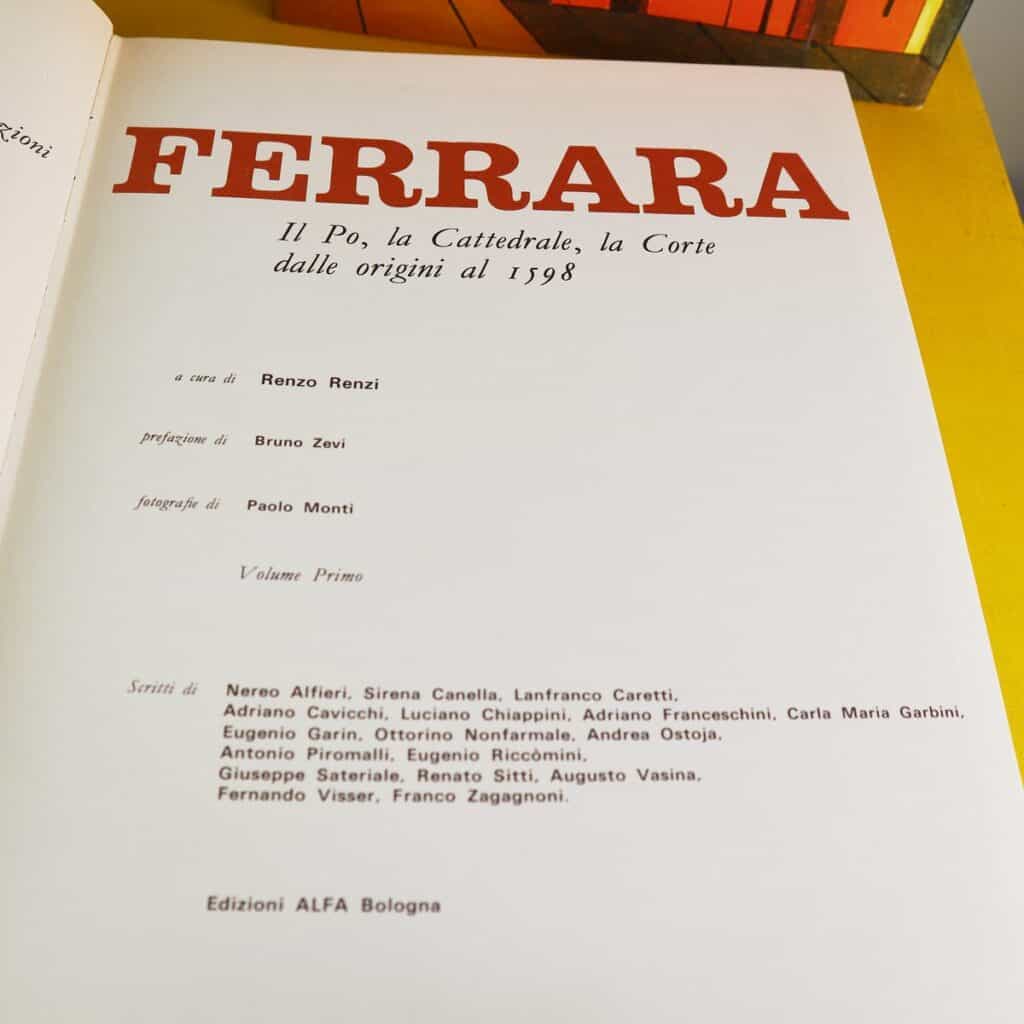 zioni
FERRARA
Il Po, la Cattedrale, la Corte
dalle origini al 1598
a cura di Renzo Renzi
prefazione di Bruno Zevi
fotografie di Paolo Monti
Volume Primo
Scritti di Nereo Alfieri, Sirena Canella, Lanfranco Caretti,
Adriano Cavicchi, Luciano Chiappini, Adriano Franceschini, Carla Maria Garbini,
Eugenio Garin, Ottorino Nonfarmale, Andrea Ostoja,
Antonio Piromalli, Eugenio Riccòmini,
Giuseppe Sateriale, Renato Sitti, Augusto Vasina,
Fernando Visser, Franco Zagagnoni.
Edizioni ALFA Bologna